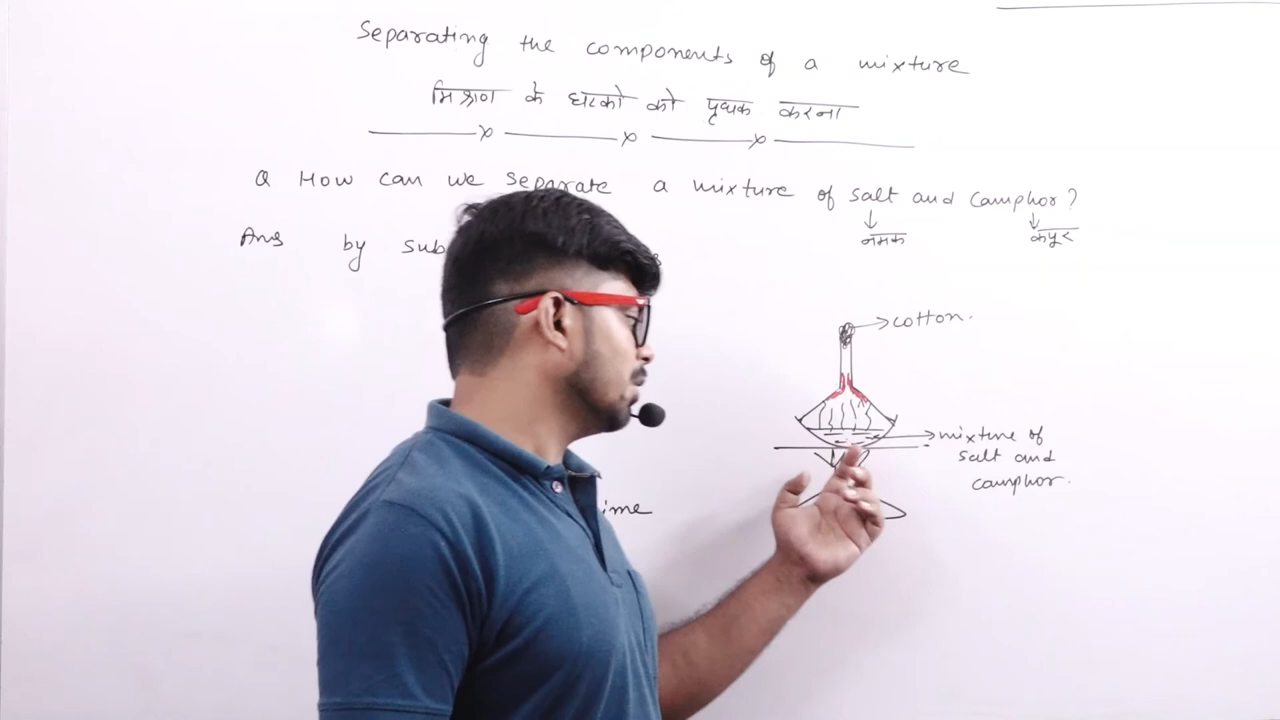 Separating the components of a mixture
मिश्रण के घटको को पृथक करना
Q How can we separate a mixture of salt and camphor?
नमक कपुर
Ans by sub
cotton.
mixture of
salt and
camphor.
ime